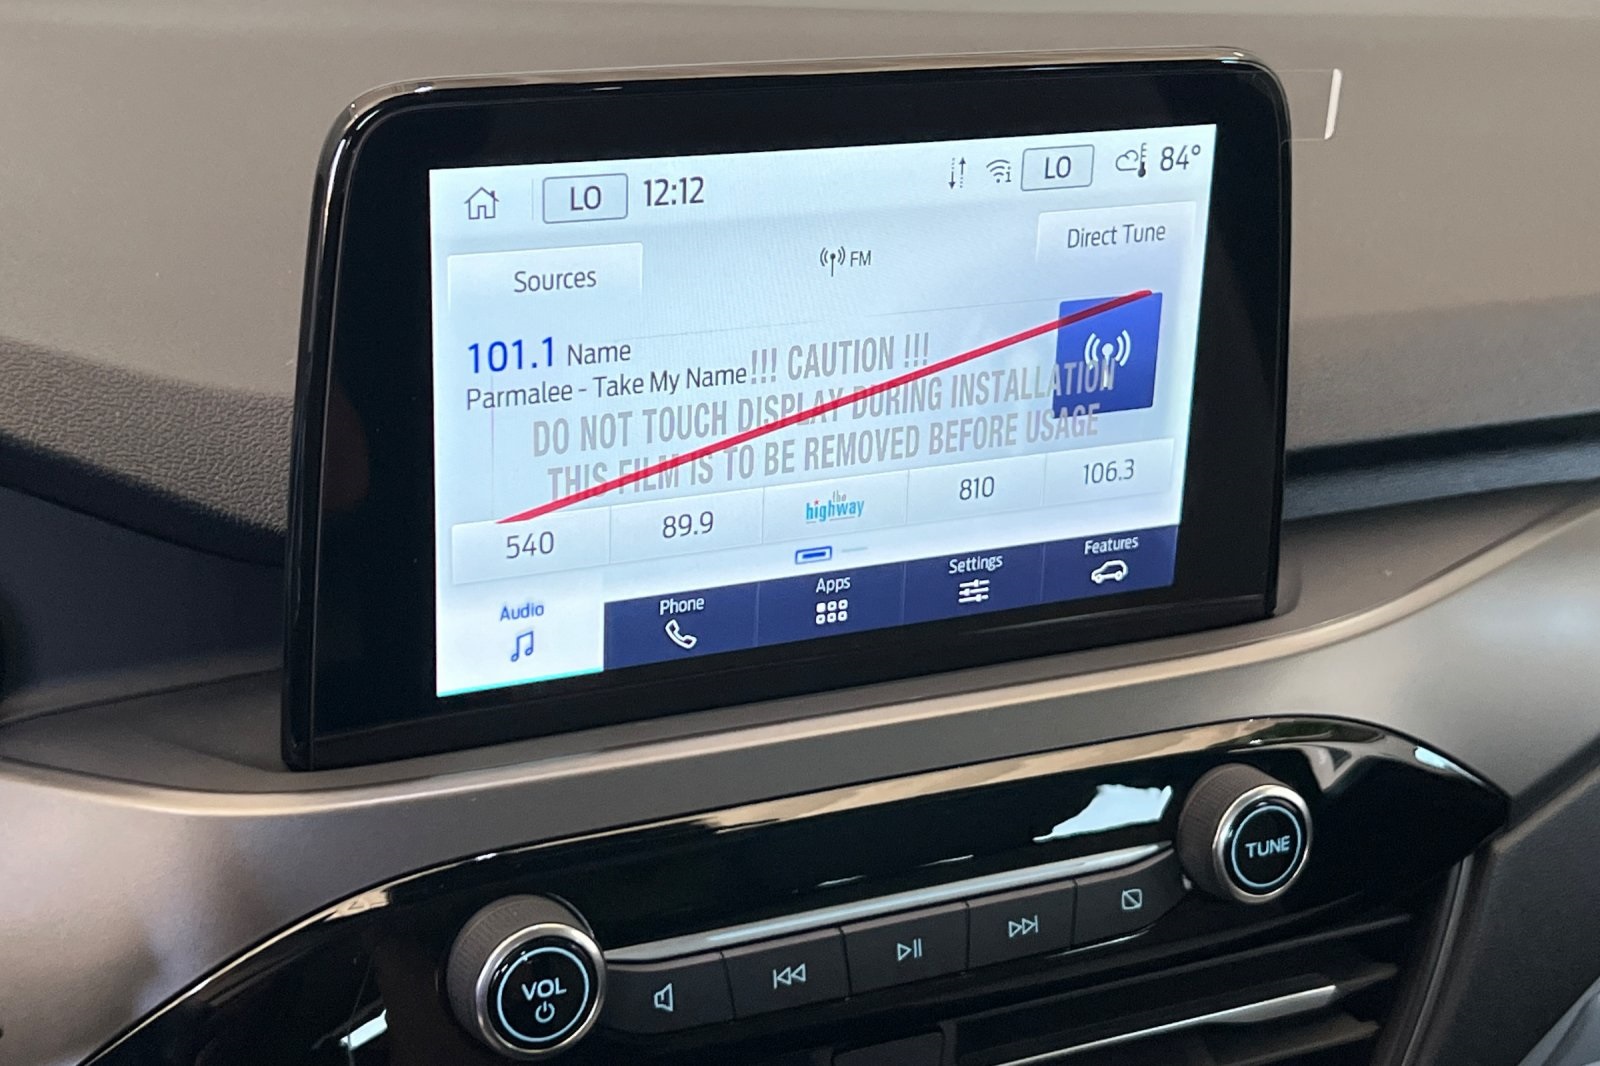 LO 12:12 LO 84°
Sources FM Direct Tune
101.1 Name
Parmalee - Take My Name
!!! CAUTION !!!
DO NOT TOUCH DISPLAY DURING INSTALLATION
THIS FILM IS TO BE REMOVED BEFORE USAGE
540 89.9 the highway 810 106.3
Audio Phone Apps Settings Features
VOL
TUNE